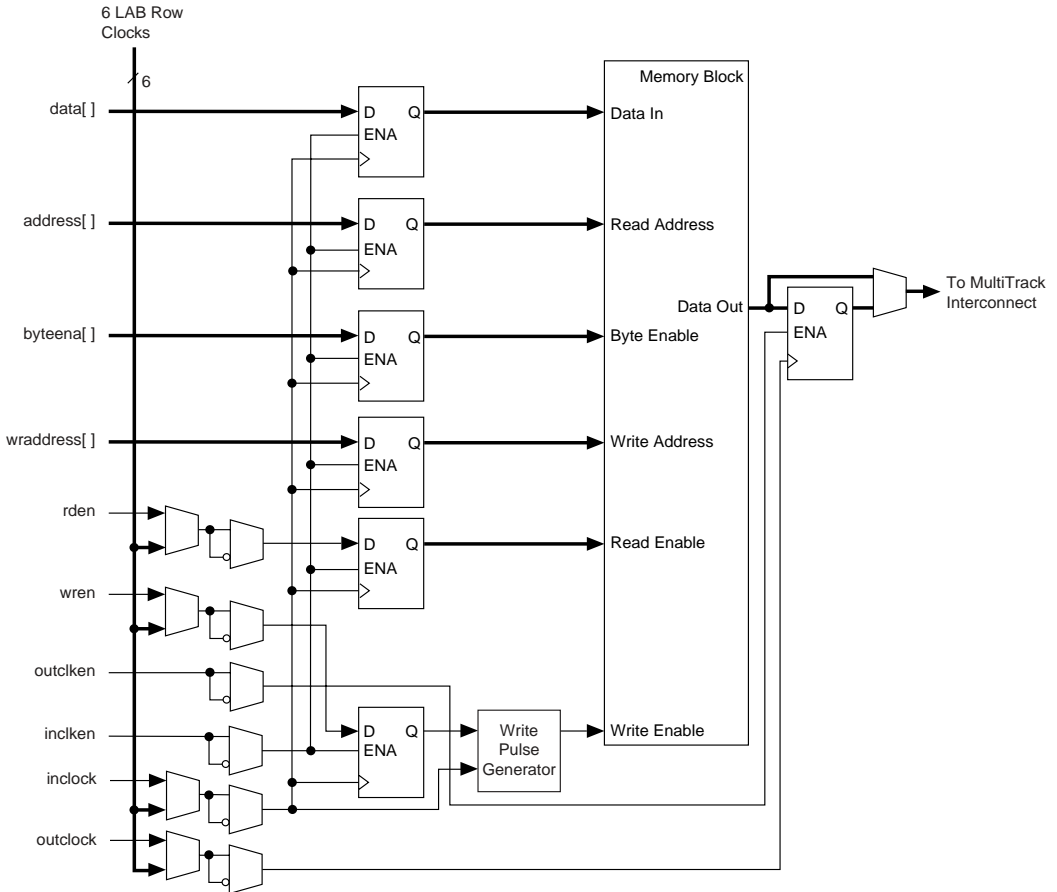 6 LAB Row
Clocks
6
Memory Block
data[ ]
D Q
ENA
Data In
address[ ]
D Q
ENA
Read Address
To MultiTrack
Interconnect
Data Out
D Q
ENA
byteena[ ]
D Q
ENA
Byte Enable
wraddress[ ]
D Q
ENA
Write Address
rden
D Q
ENA
Read Enable
wren
outclken
inclken
D Q
ENA
Write
Pulse
Generator
Write Enable
inclock
outclock